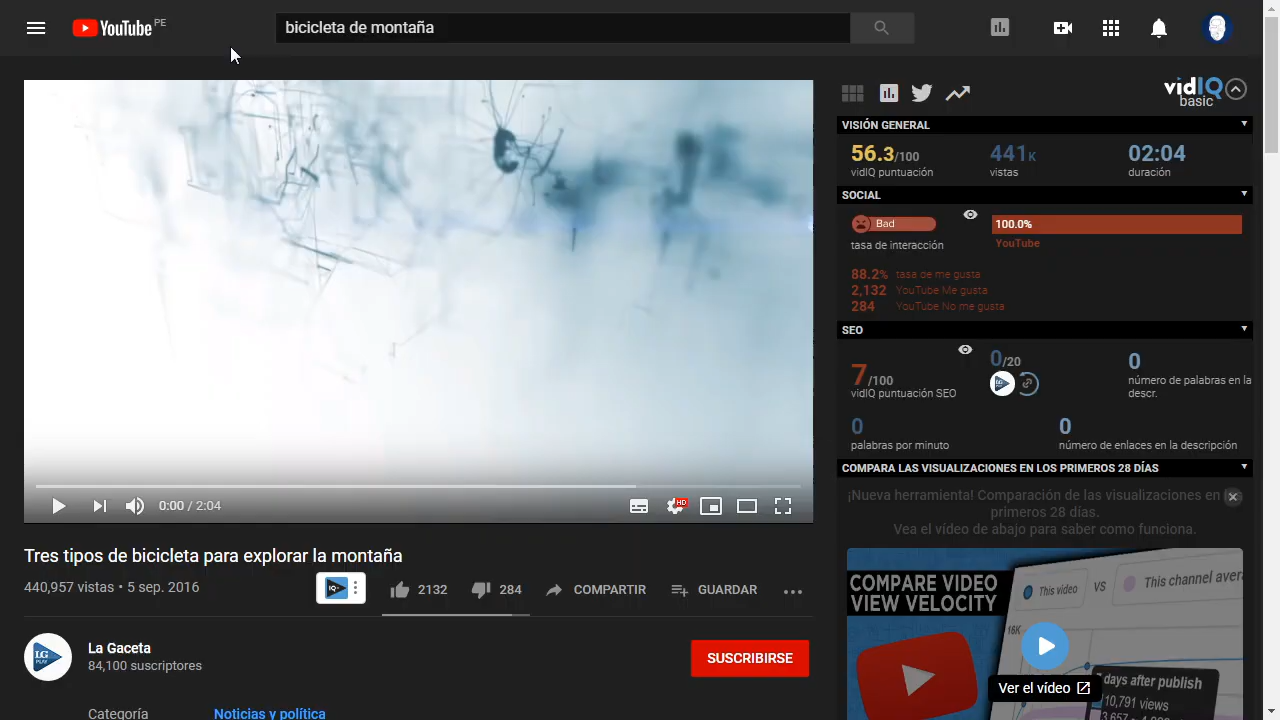 YouTube PE
bicicleta de montaña
vidIQ
basic
VISIÓN GENERAL
56.3/100
vidIQ puntuación
441K
vistas
02:04
duración
SOCIAL
Bad
tasa de interacción
100.0%
YouTube
88.2% tasa de me gusta
2,132 YouTube Me gusta
284 YouTube No me gusta
SEO
7/100
vidIQ puntuación SEO
0/20
0
número de palabras en la
descr.
0
palabras por minuto
0
número de enlaces en la descripción
COMPARA LAS VISUALIZACIONES EN LOS PRIMEROS 28 DÍAS
¡Nueva herramienta! Comparación de las visualizaciones en
primeros 28 días.
Vea el vídeo de abajo para saber como funciona.
COMPARE VIDEO
VIEW VELOCITY
This video VS This channel avera
16K
days after publish
10,791 views
Ver el vídeo
0:00 / 2:04
HD
Tres tipos de bicicleta para explorar la montaña
440,957 vistas • 5 sep. 2016
IQ
2132
284
COMPARTIR
GUARDAR
LG
PLAY
La Gaceta
84,100 suscriptores
SUSCRIBIRSE
Categoría
Noticias y política